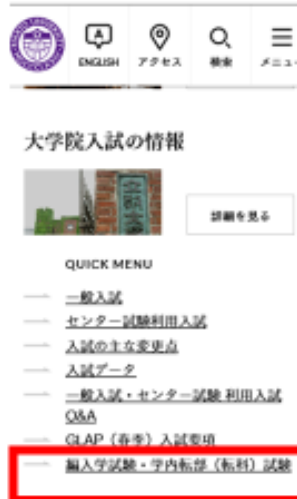 ENGLISH
アクセス
検索
メニュー
大学院入試の情報
詳細を見る
QUICK MENU
一般入試
センター試験利用入試
入試の主な変更点
入試データ
一般入試・センター試験 利用入試
Q&A
GLAP（春季）入試要項
編入学試験・学内転部（転科）試験